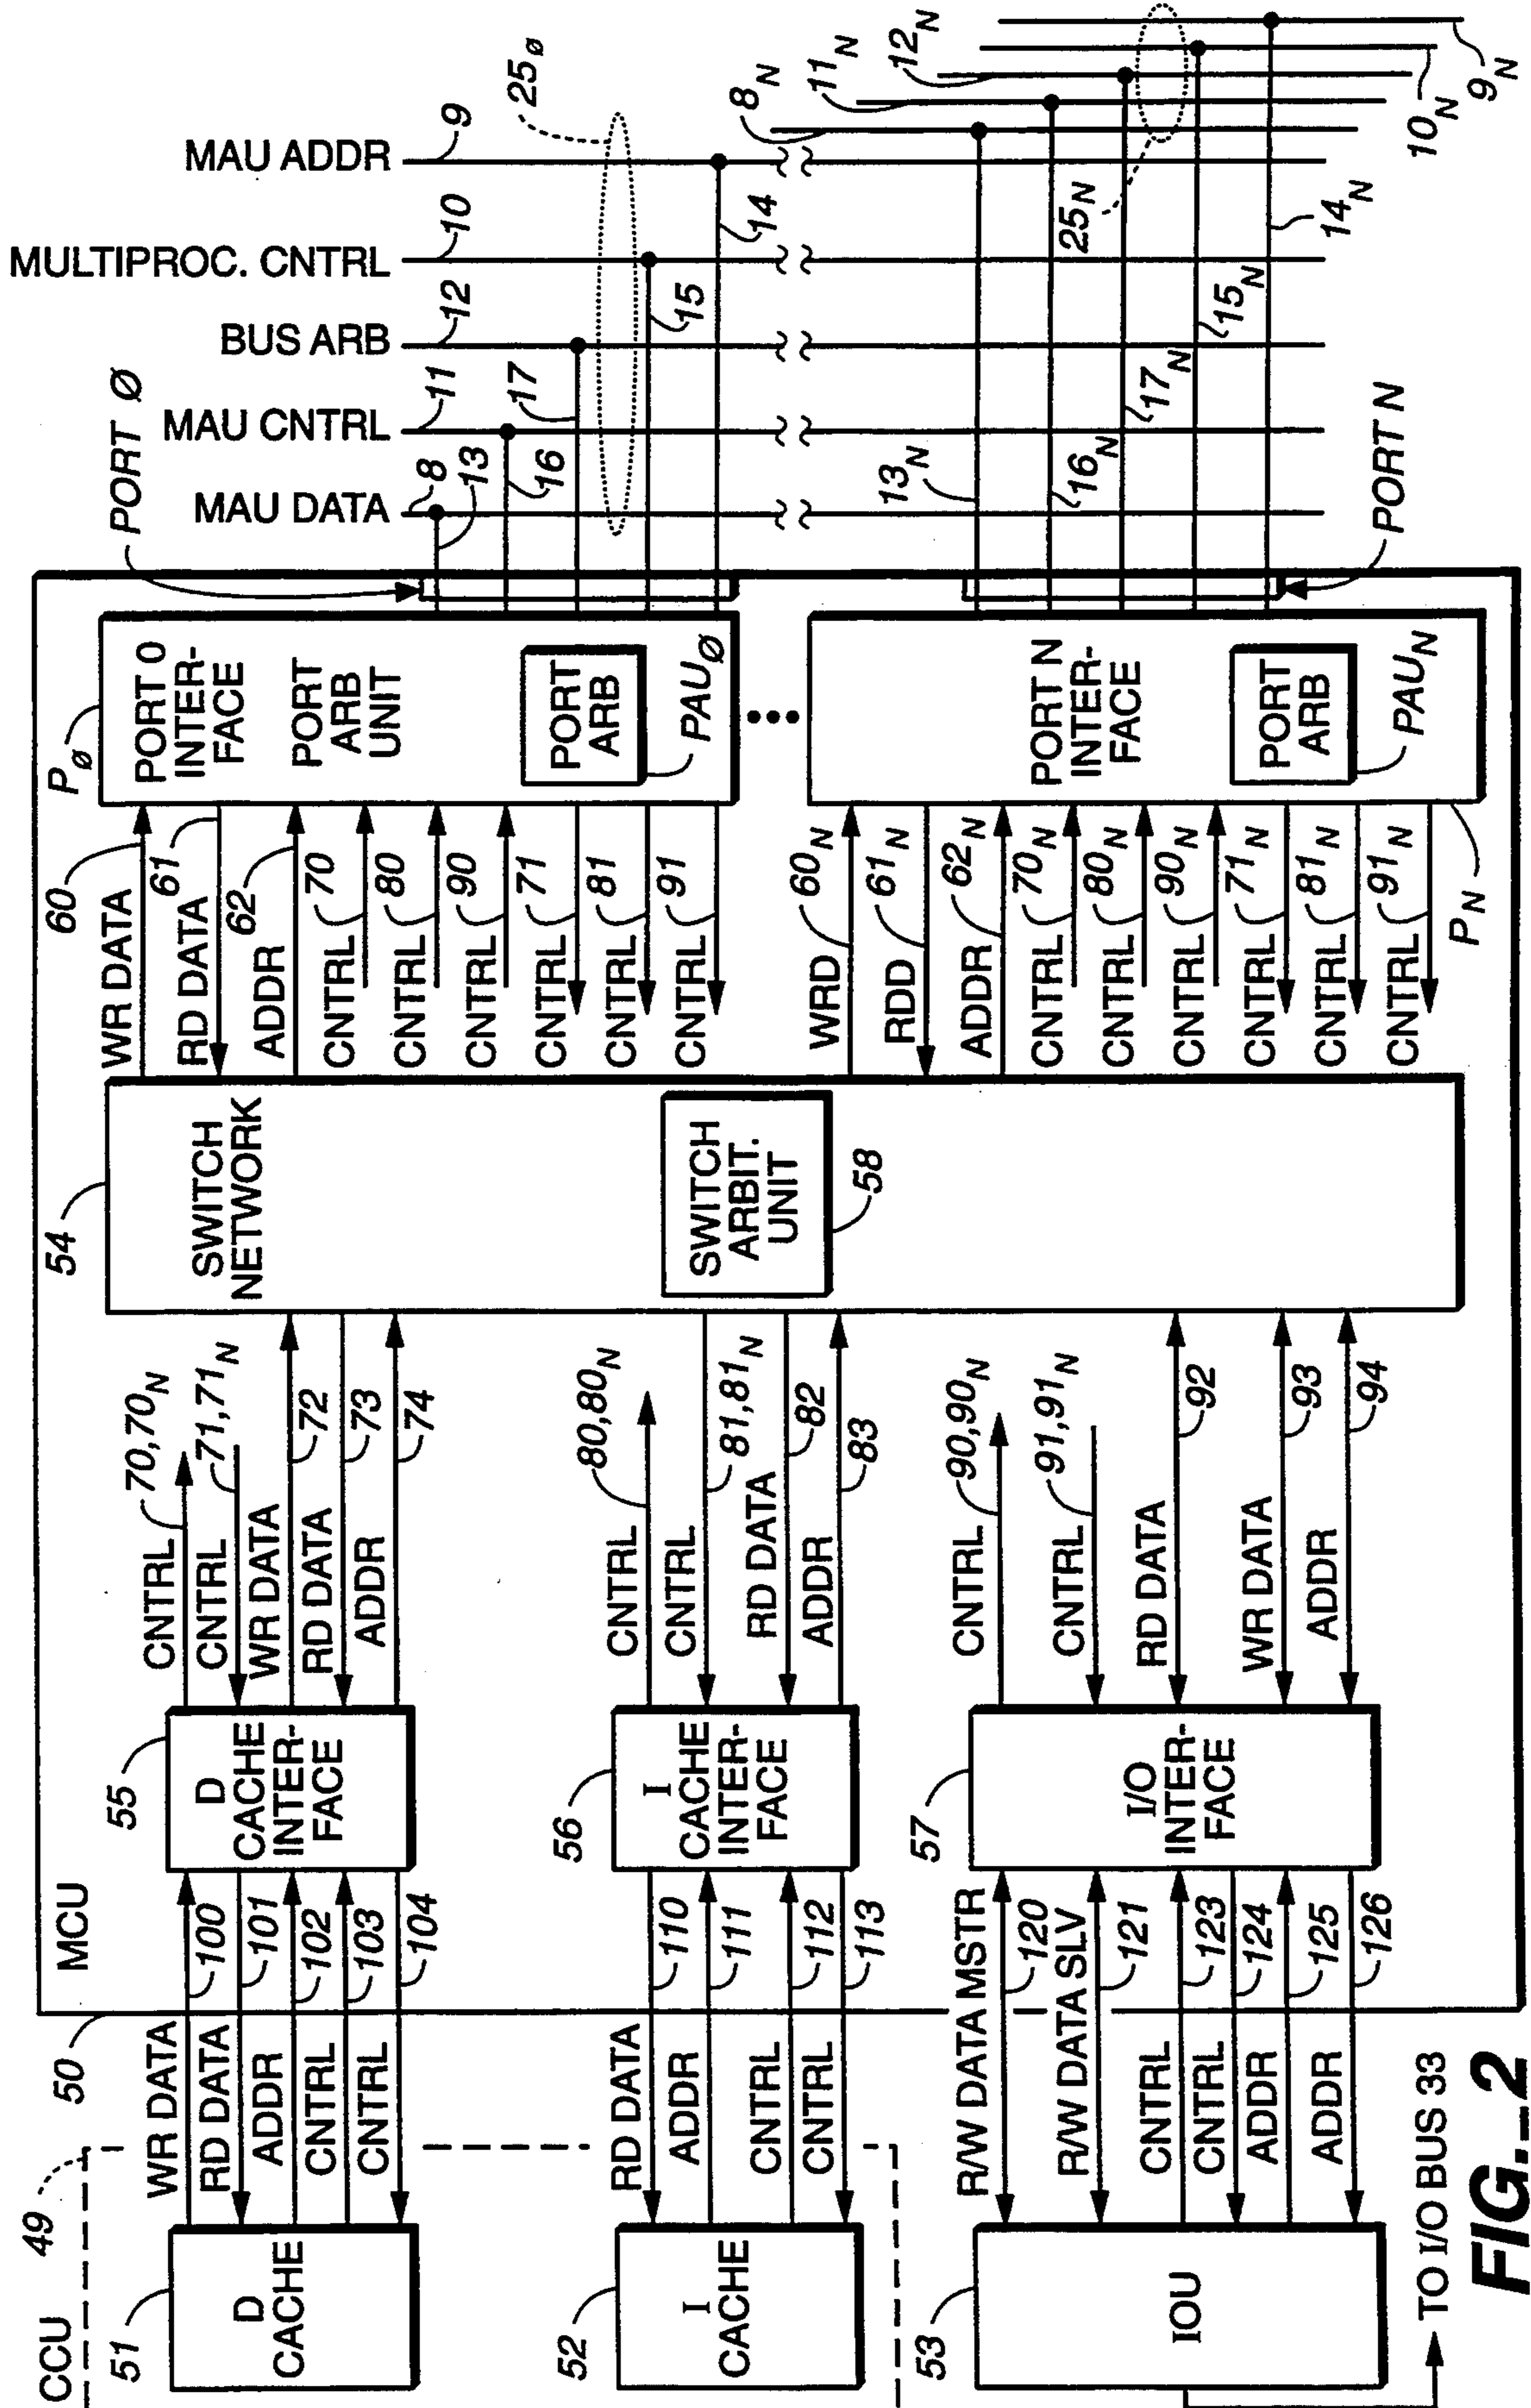 CCU
49
51
D
CACHE
52
I
CACHE
53
IOU
TO I/O BUS 33
50
MCU
WR DATA
100
RD DATA
101
ADDR
102
CNTRL
103
CNTRL
104
RD DATA
110
ADDR
111
CNTRL
112
CNTRL
113
R/W DATA MSTR
120
R/W DATA SLV
121
CNTRL
123
CNTRL
124
ADDR
125
ADDR
126
55
D
CACHE
INTER-
FACE
56
I
CACHE
INTER-
FACE
57
I/O
INTER-
FACE
CNTRL
70,70N
CNTRL
71,71N
WR DATA
72
RD DATA
73
ADDR
74
CNTRL
80,80N
CNTRL
81,81N
RD DATA
82
ADDR
83
CNTRL
90,90N
CNTRL
91,91N
RD DATA
92
WR DATA
93
ADDR
94
54
SWITCH
NETWORK
SWITCH
ARBIT.
UNIT
58
WR DATA
60
RD DATA
61
ADDR
62
CNTRL
70
CNTRL
80
CNTRL
90
CNTRL
71
CNTRL
81
CNTRL
91
WRD
60N
RDD
61N
ADDR
62N
CNTRL
70N
CNTRL
80N
CNTRL
90N
CNTRL
71N
CNTRL
81N
CNTRL
91N
PØ
PORT 0
INTER-
FACE
PORT
ARB
UNIT
PORT
ARB
PAUØ
PORT N
INTER-
FACE
PORT
ARB
PAUN
PN
PORT Ø
PORT N
MAU ADDR
9
MULTIPROC. CNTRL
10
BUS ARB
12
MAU CNTRL
11
MAU DATA
8
13
16
17
15
14
25Ø
13N
16N
17N
15N
14N
25N
8N
11N
12N
10N
9N
FIG._2